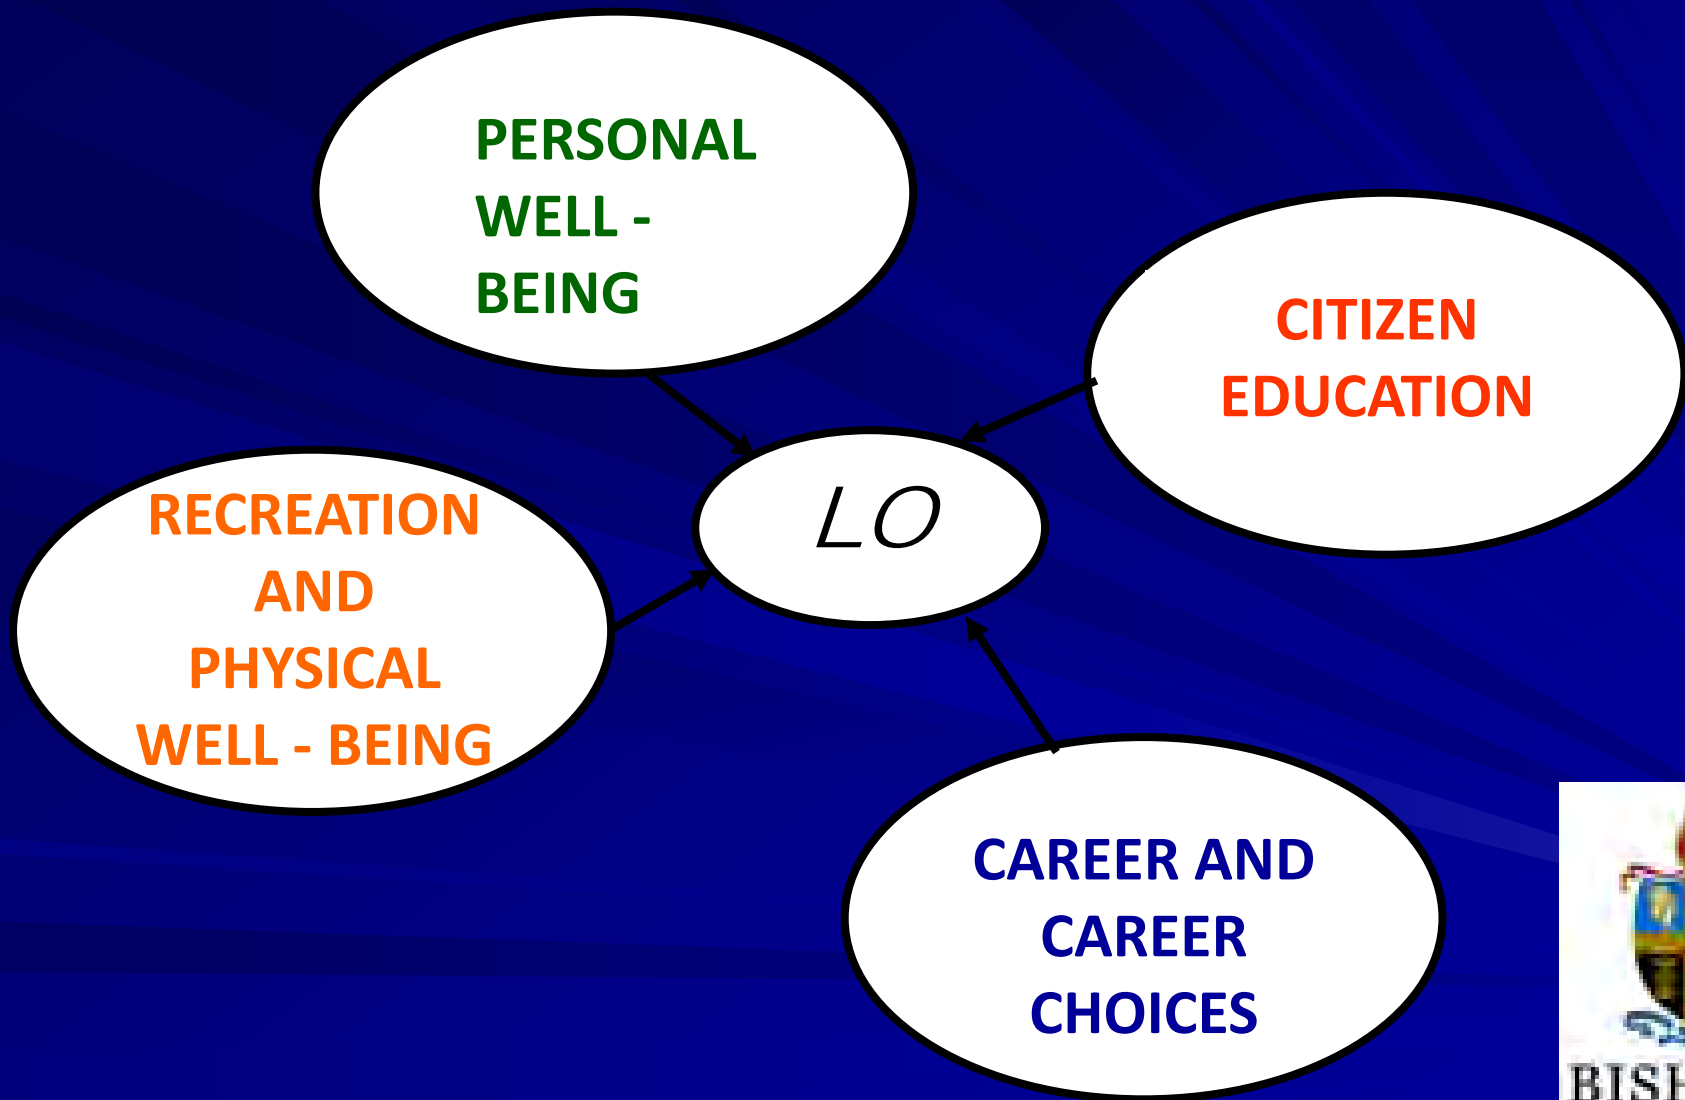 PERSONAL
WELL -
BEING
CITIZEN
EDUCATION
LO
RECREATION
AND
PHYSICAL
WELL - BEING
CAREER AND
CAREER
CHOICES